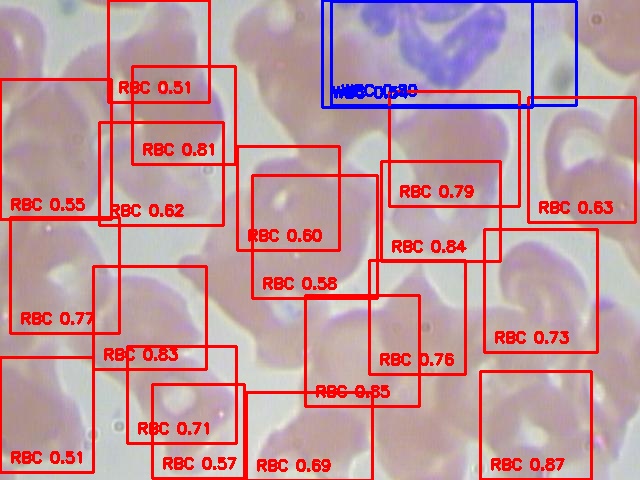 RBC 0.51
RBC 0.81
RBC 0.79
RBC 0.55
RBC 0.62
RBC 0.63
RBC 0.60
RBC 0.84
RBC 0.58
RBC 0.77
RBC 0.73
RBC 0.83
RBC 0.76
RBC 0.85
RBC 0.71
RBC 0.51
RBC 0.57
RBC 0.69
RBC 0.87